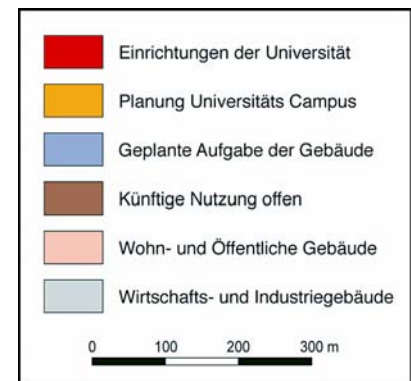 Einrichtungen der Universität
Planung Universitäts Campus
Geplante Aufgabe der Gebäude
Künftige Nutzung offen
Wohn- und Öffentliche Gebäude
Wirtschafts- und Industriegebäude
0 100 200 300 m